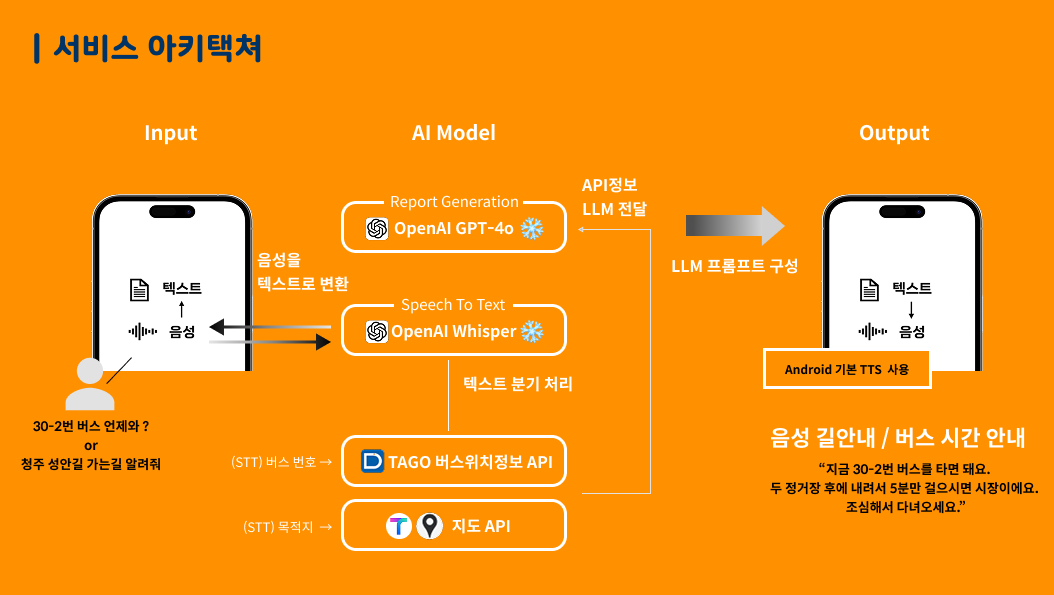 서비스 아키텍쳐
Input
AI Model
Output
텍스트
음성
음성을
텍스트로 변환
30-2번 버스 언제와 ?
or
청주 성안길 가는길 알려줘
Report Generation
OpenAI GPT-4o
Speech To Text
OpenAI Whisper
텍스트 분기 처리
(STT) 버스 번호 →
TAGO 버스위치정보 API
(STT) 목적지 →
지도 API
API정보
LLM 전달
LLM 프롬프트 구성
텍스트
음성
Android 기본 TTS 사용
음성 길안내 / 버스 시간 안내
“지금 30-2번 버스를 타면 돼요.
두 정거장 후에 내려서 5분만 걸으시면 시장이에요.
조심해서 다녀오세요.”